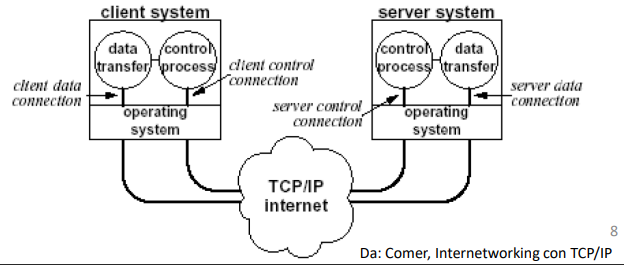 client system
server system
data
transfer
control
process
control
process
data
transfer
client data
connection
client control
connection
server control
connection
server data
connection
operating
system
operating
system
TCP/IP
internet
8
Da: Comer, Internetworking con TCP/IP